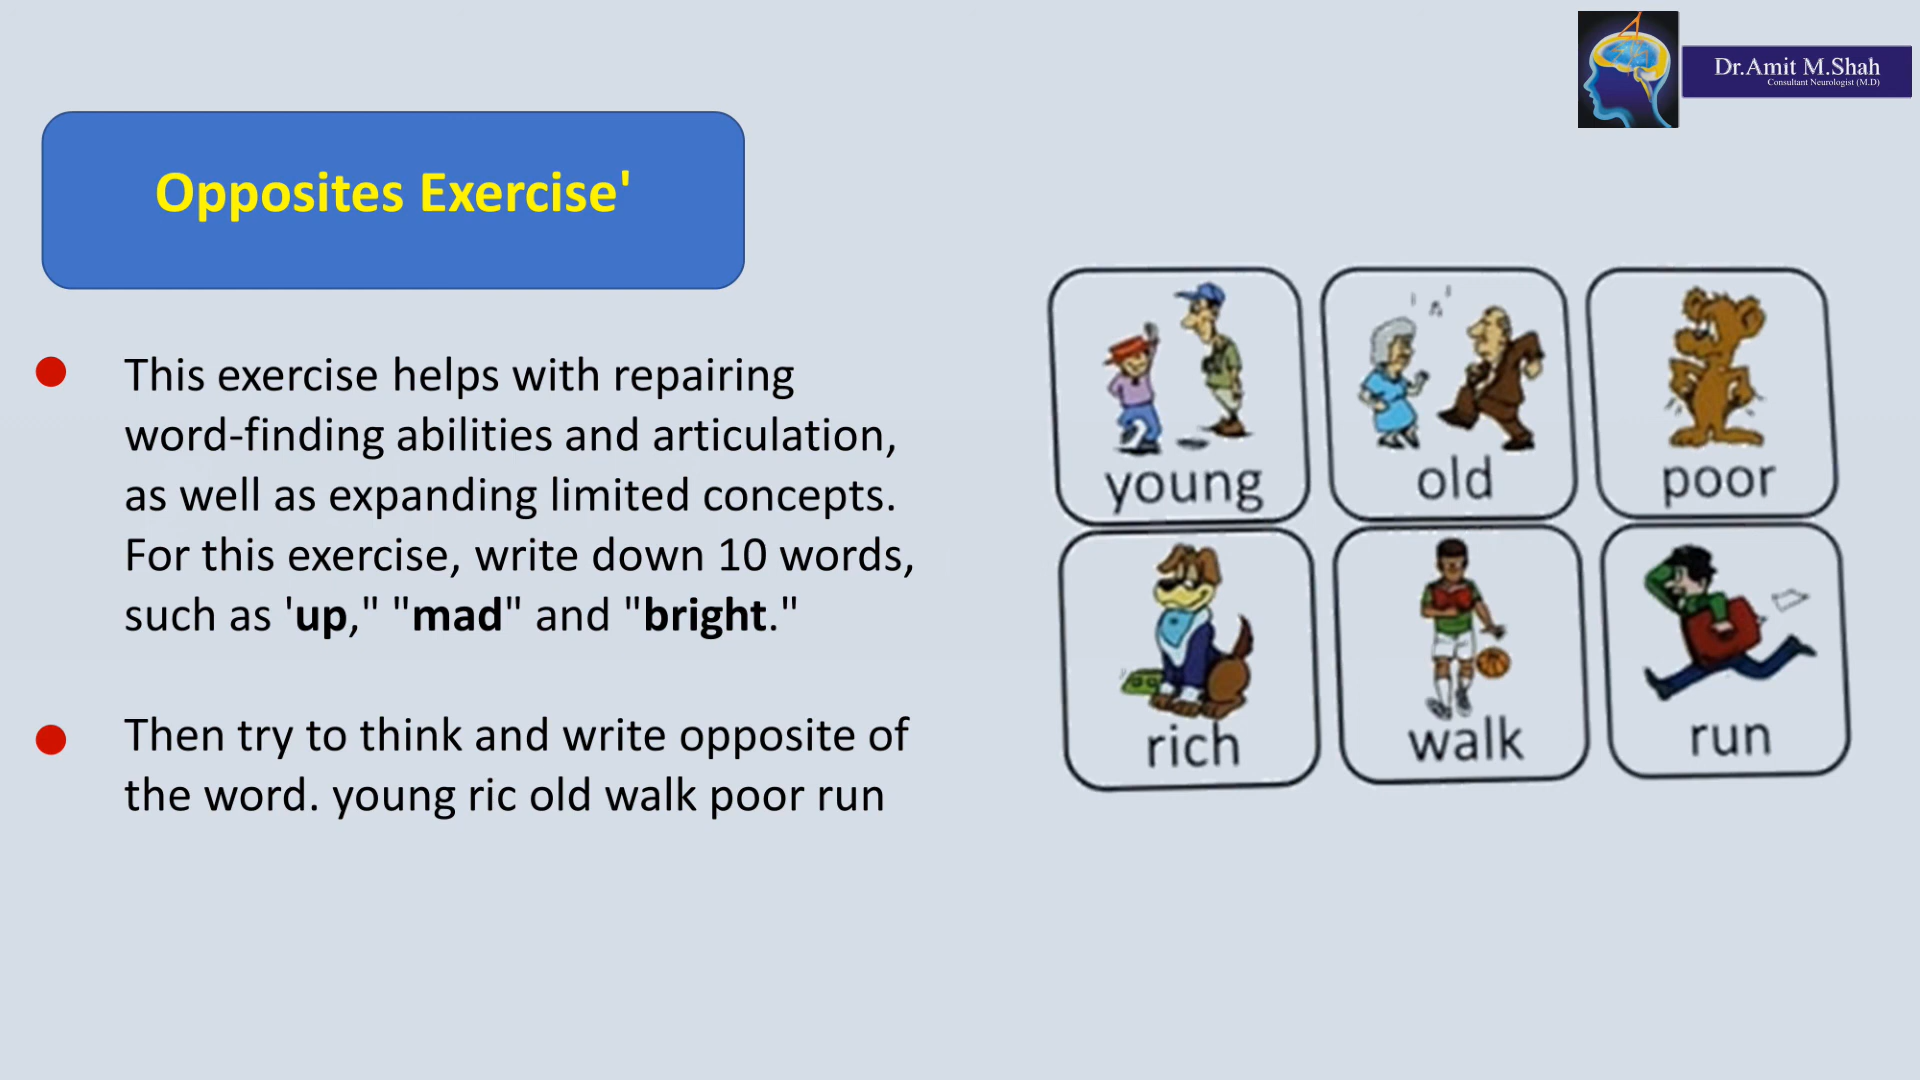 Dr.Amit M.Shah
Consultant Neurologist (M.D)
Opposites Exercise'
This exercise helps with repairing
word-finding abilities and articulation,
as well as expanding limited concepts.
For this exercise, write down 10 words,
such as 'up," "mad" and "bright."
Then try to think and write opposite of
the word. young ric old walk poor run
young old poor
rich walk run